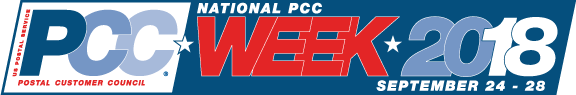 US POSTAL SERVICE
PCC®
POSTAL CUSTOMER COUNCIL
NATIONAL PCC
WEEK 2018
SEPTEMBER 24 - 28